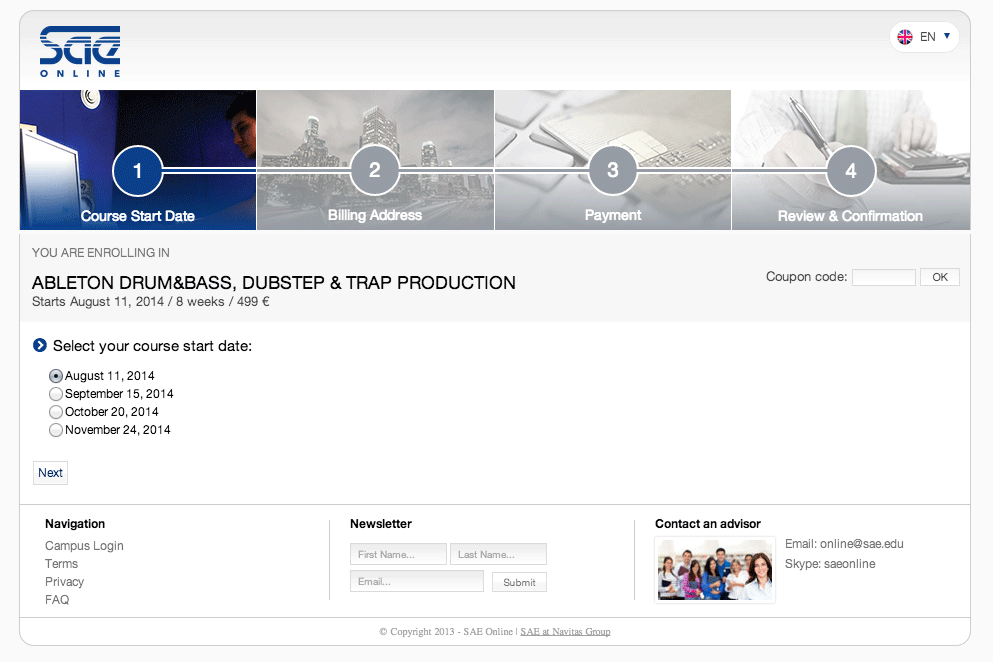 sae
ONLINE
EN
1
2
3
4
Course Start Date
Billing Address
Payment
Review & Confirmation
YOU ARE ENROLLING IN
ABLETON DRUM&BASS, DUBSTEP & TRAP PRODUCTION
Starts August 11, 2014 / 8 weeks / 499 €
Coupon code:
OK
Select your course start date:
August 11, 2014
September 15, 2014
October 20, 2014
November 24, 2014
Next
Navigation
Campus Login
Terms
Privacy
FAQ
Newsletter
First Name...
Last Name...
Email...
Submit
Contact an advisor
Email: online@sae.edu
Skype: saeonline
© Copyright 2013 - SAE Online | SAE at Navitas Group